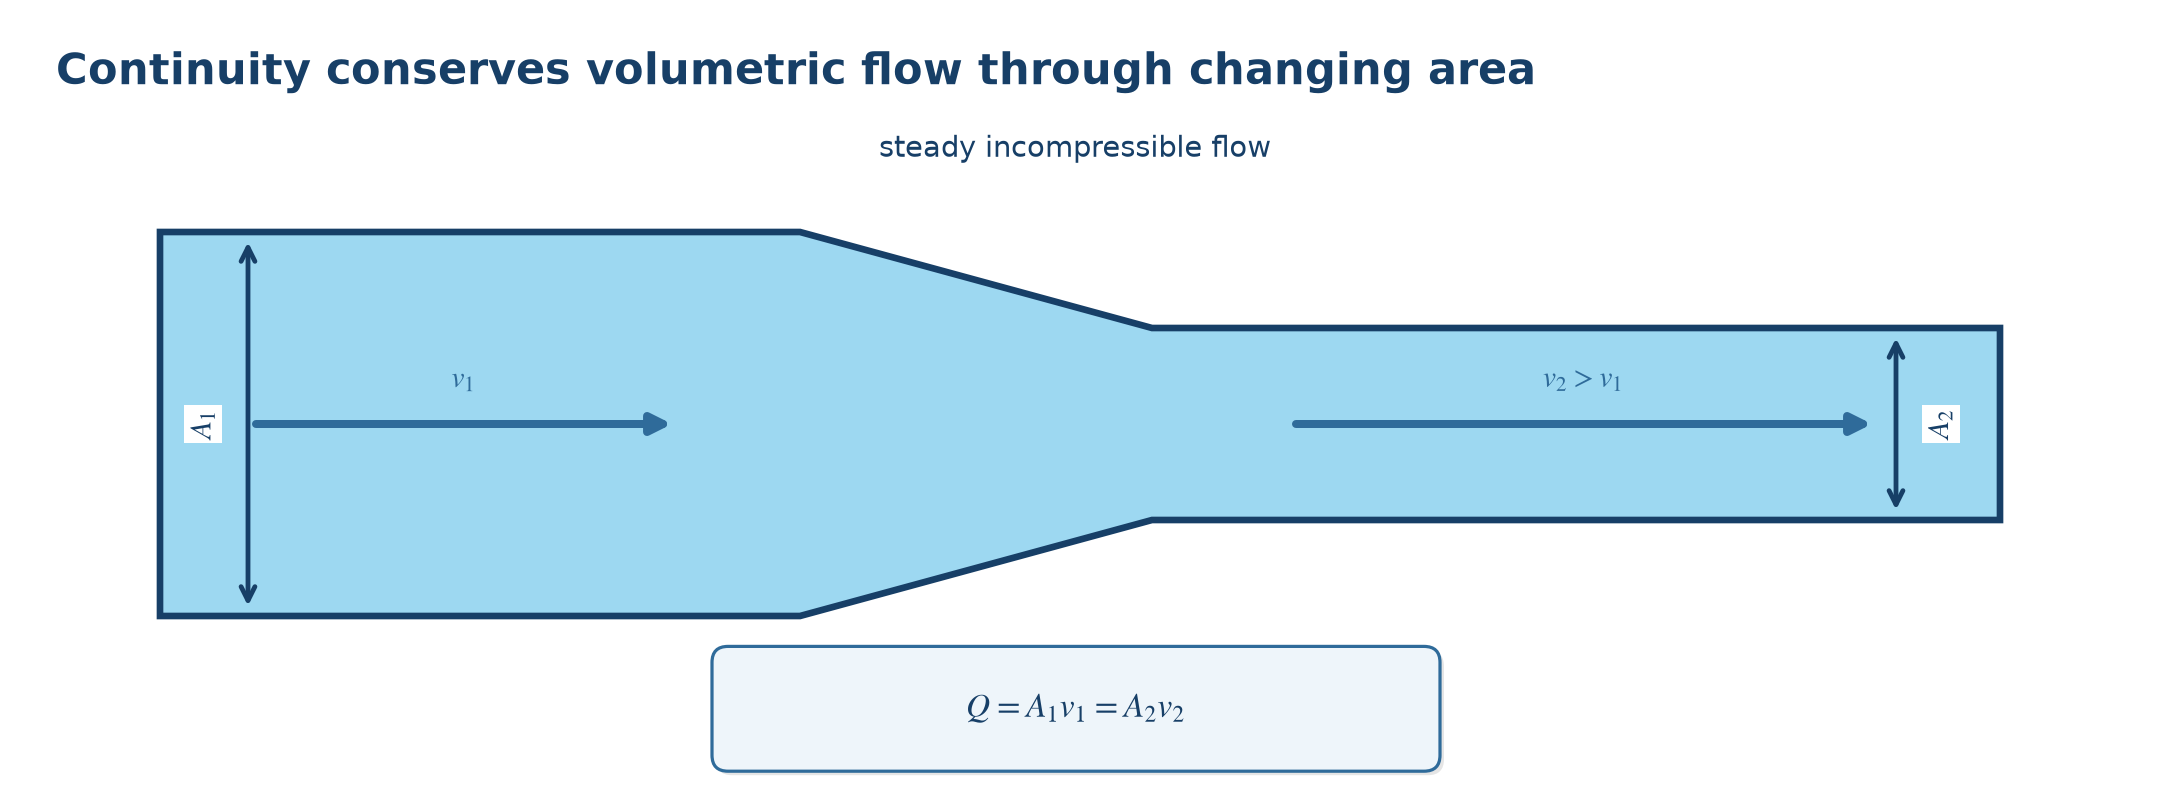 Continuity conserves volumetric flow through changing area
steady incompressible flow
v₁
v₂ > v₁
A₁
A₂
Q = A₁v₁ = A₂v₂